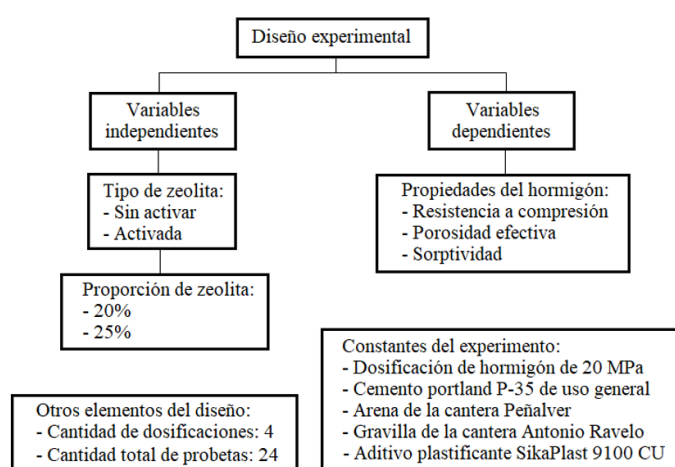 Diseño experimental
Variables
independientes
Variables
dependientes
Tipo de zeolita:
- Sin activar
- Activada
Propiedades del hormigón:
- Resistencia a compresión
- Porosidad efectiva
- Sorptividad
Proporción de zeolita:
- 20%
- 25%
Constantes del experimento:
- Dosificación de hormigón de 20 MPa
- Cemento portland P-35 de uso general
- Arena de la cantera Peñalver
- Gravilla de la cantera Antonio Ravelo
- Aditivo plastificante SikaPlast 9100 CU
Otros elementos del diseño:
- Cantidad de dosificaciones: 4
- Cantidad total de probetas: 24